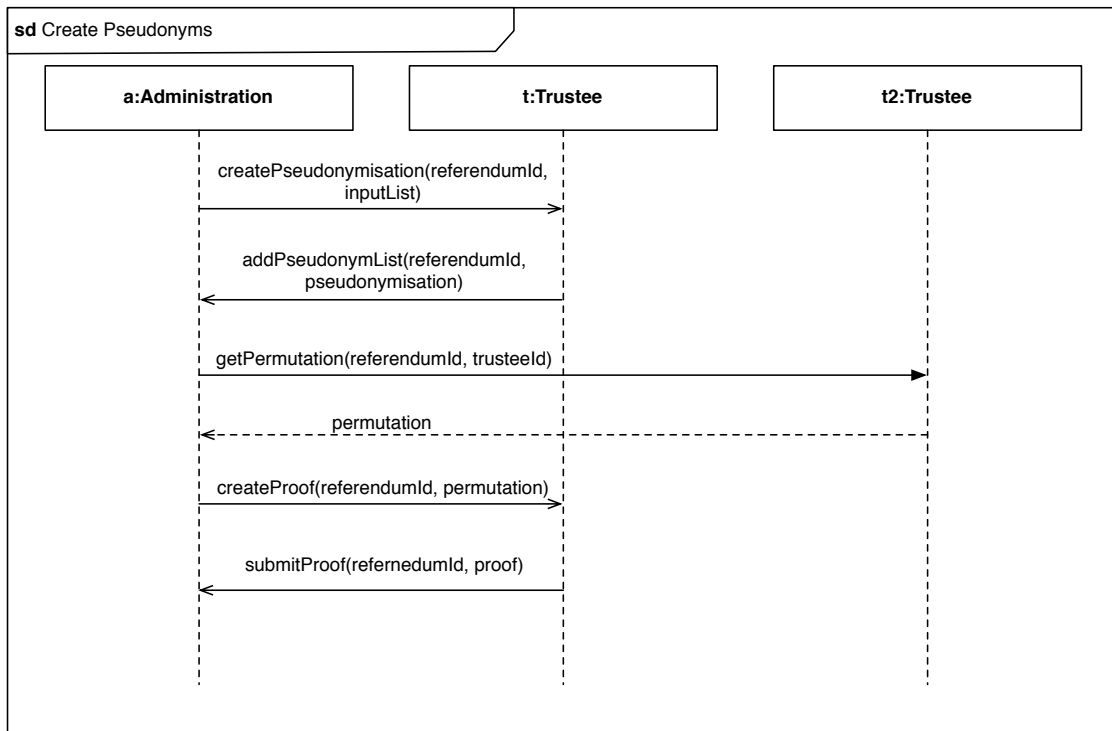 sd Create Pseudonyms
a:Administration
t:Trustee
t2:Trustee
createPseudonymisation(referendumId,
inputList)
addPseudonymList(referendumId,
pseudonymisation)
getPermutation(referendumId, trusteeId)
permutation
createProof(referendumId, permutation)
submitProof(refernedumId, proof)